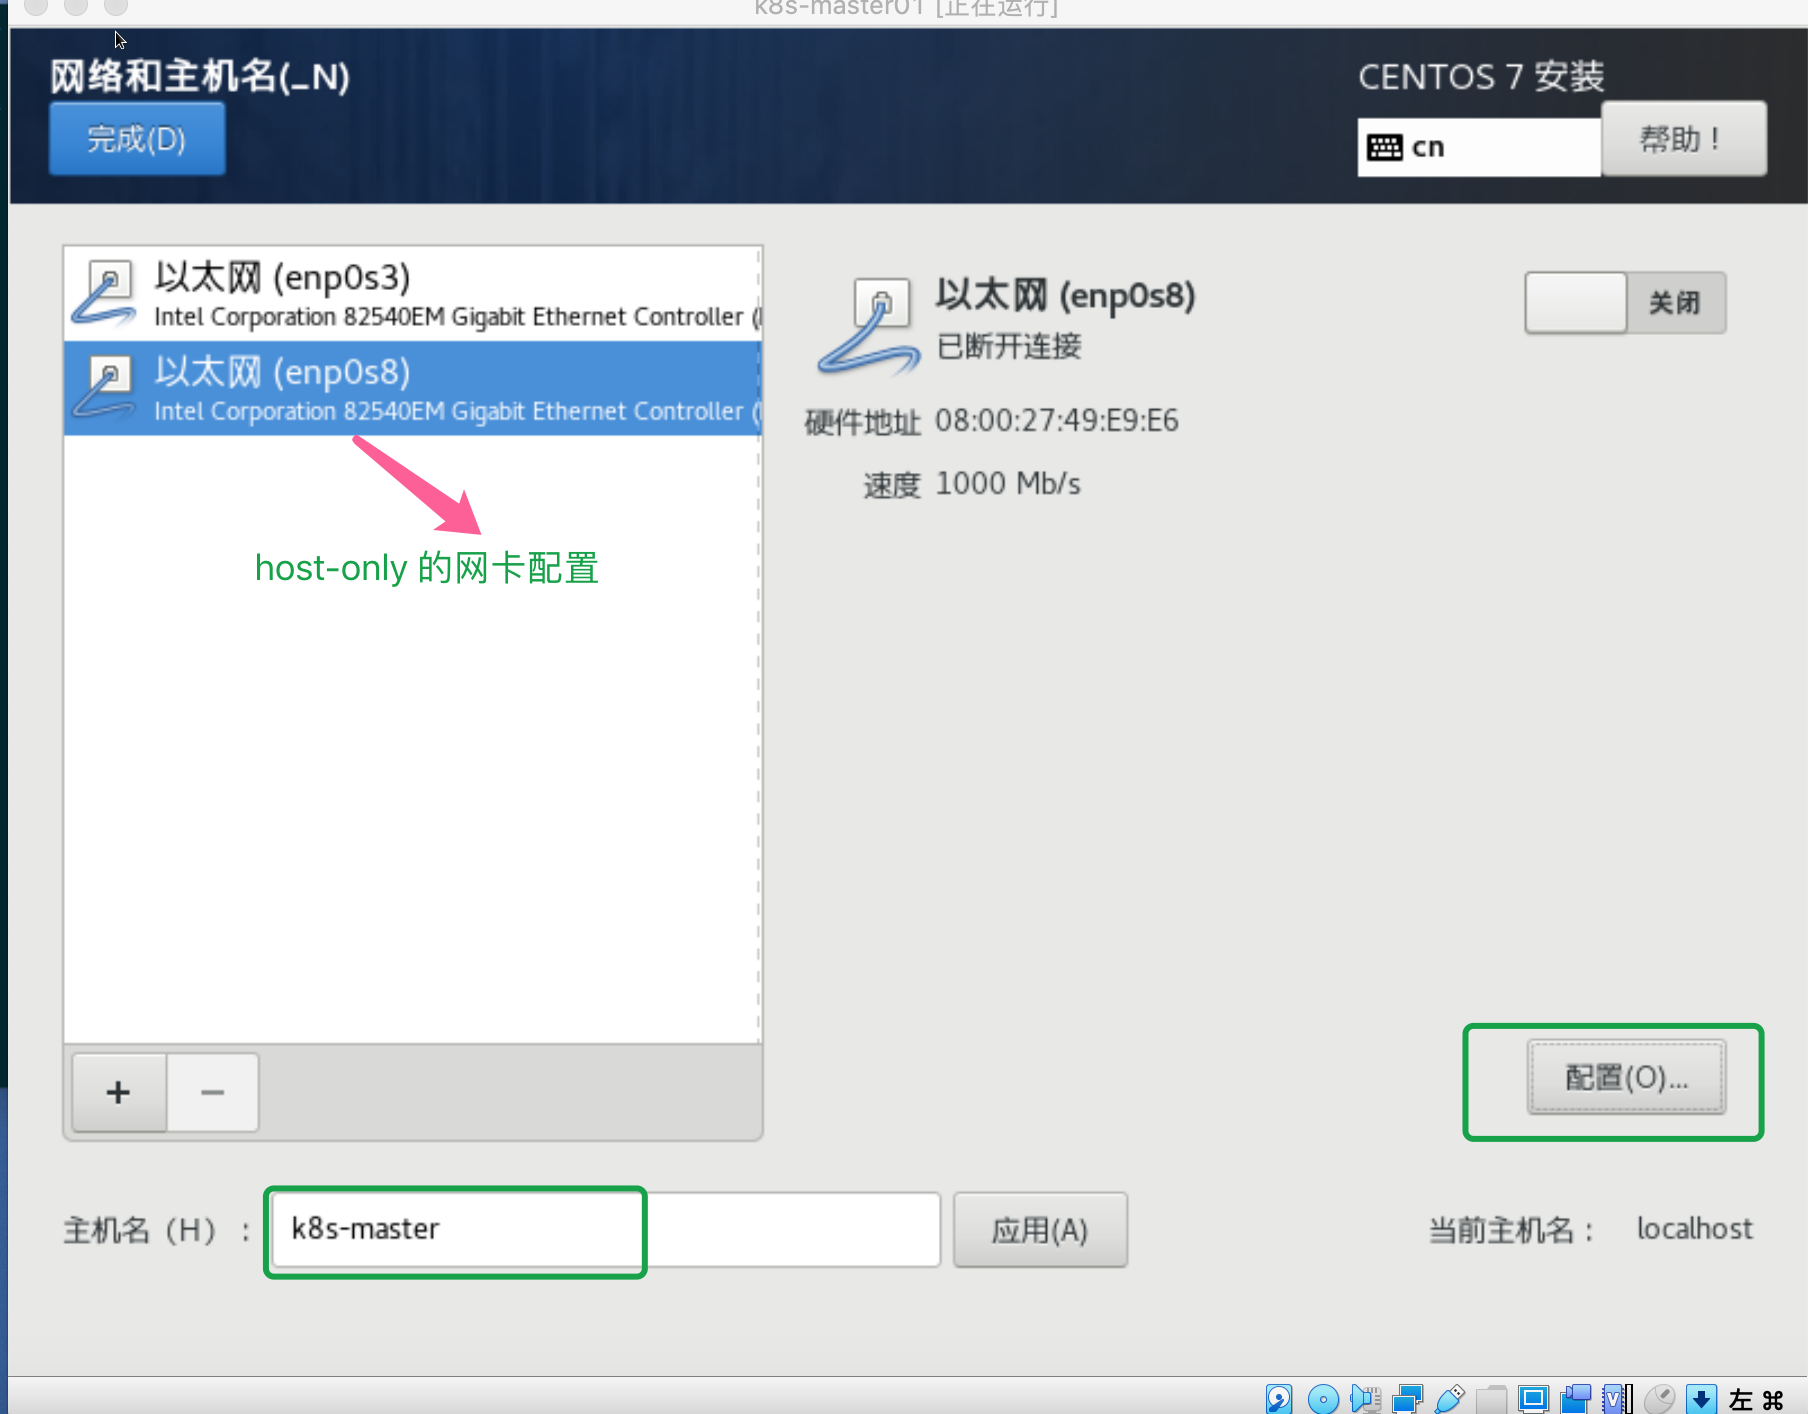 k8s-master01 [正在运行]
网络和主机名(_N)
完成(D)
CENTOS 7 安装
cn
帮助！
以太网 (enp0s3)
Intel Corporation 82540EM Gigabit Ethernet Controller (
以太网 (enp0s8)
Intel Corporation 82540EM Gigabit Ethernet Controller (
host-only 的网卡配置
以太网 (enp0s8)
已断开连接
关闭
硬件地址 08:00:27:49:E9:E6
速度 1000 Mb/s
+ −
配置(O)...
主机名（H）： k8s-master 应用(A) 当前主机名： localhost
左 ⌘